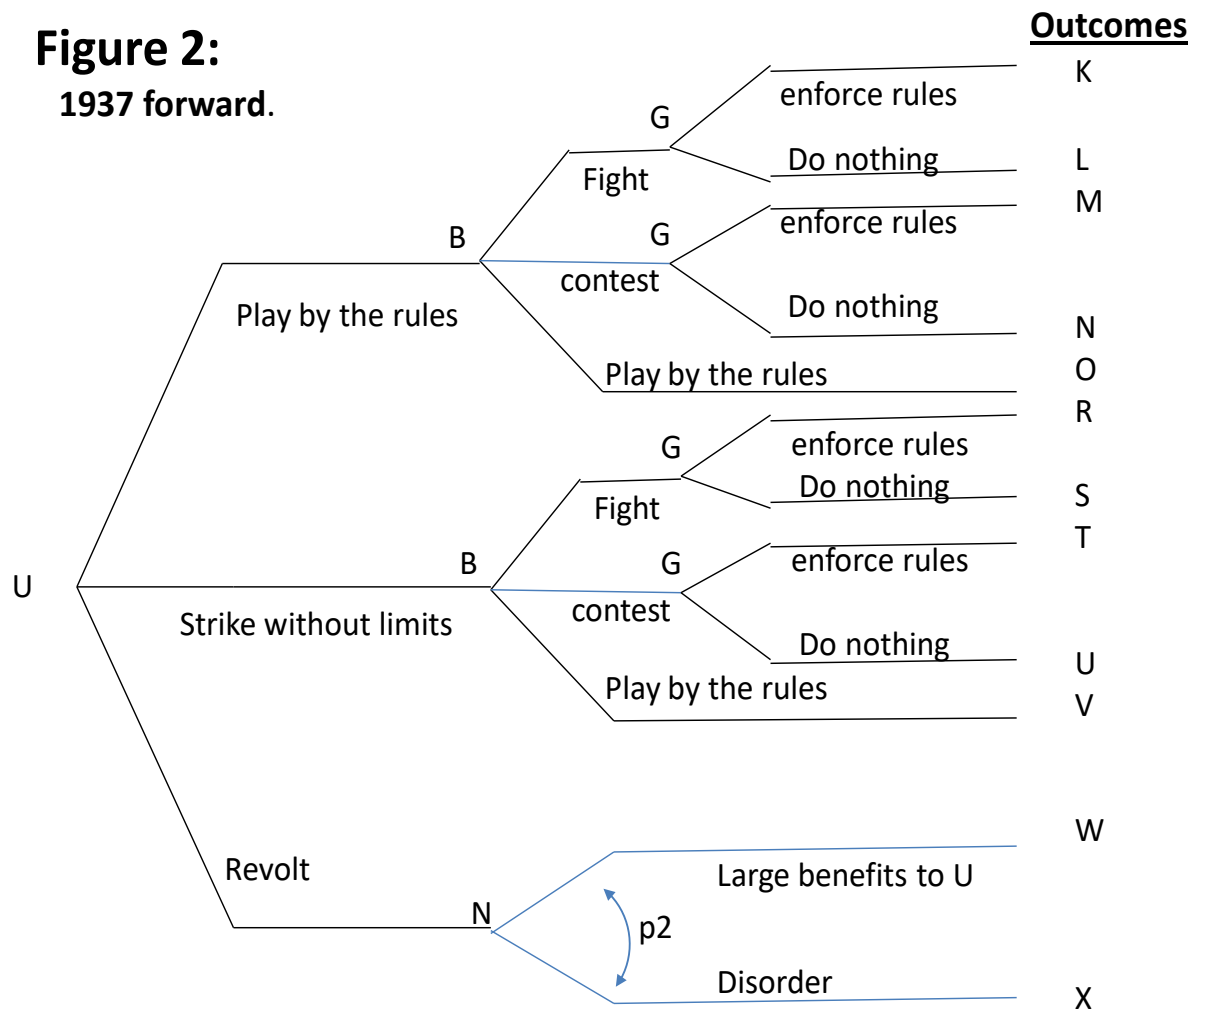 Outcomes
Figure 2:
1937 forward.
K
enforce rules
G
Do nothing
L
Fight
M
enforce rules
B
G
contest
Do nothing
Play by the rules
N
O
Play by the rules
R
G
enforce rules
Do nothing
S
Fight
T
B
G
enforce rules
U
contest
Strike without limits
Do nothing
U
Play by the rules
V
W
Revolt
Large benefits to U
N
p2
Disorder
X